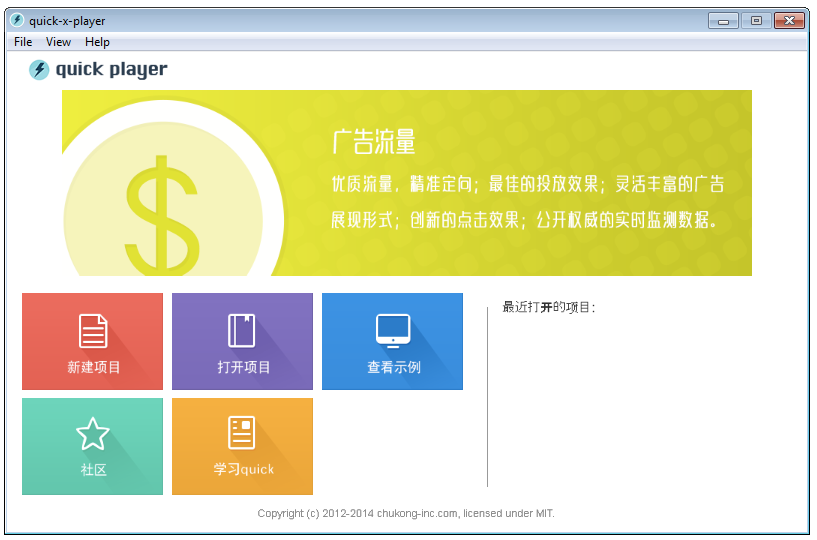 quick-x-player
File View Help
quick player
广告流量
优质流量，精准定向；最佳的投放效果；灵活丰富的广告
展现形式；创新的点击效果；公开权威的实时监测数据。
新建项目
打开项目
查看示例
最近打开的项目:
社区
学习quick
Copyright (c) 2012-2014 chukong-inc.com, licensed under MIT.